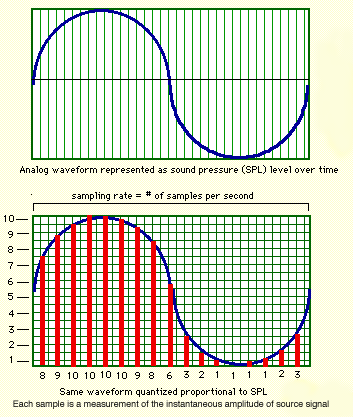 Analog waveform represented as sound pressure (SPL) level over time
sampling rate = # of samples per second
10
9
8
7
6
5
4
3
2
1
8 9 10 10 10 10 9 8 6 3 2 1 1 1 1 2 3
Same waveform quantized proportional to SPL
Each sample is a measurement of the instantaneous amplitude of source signal